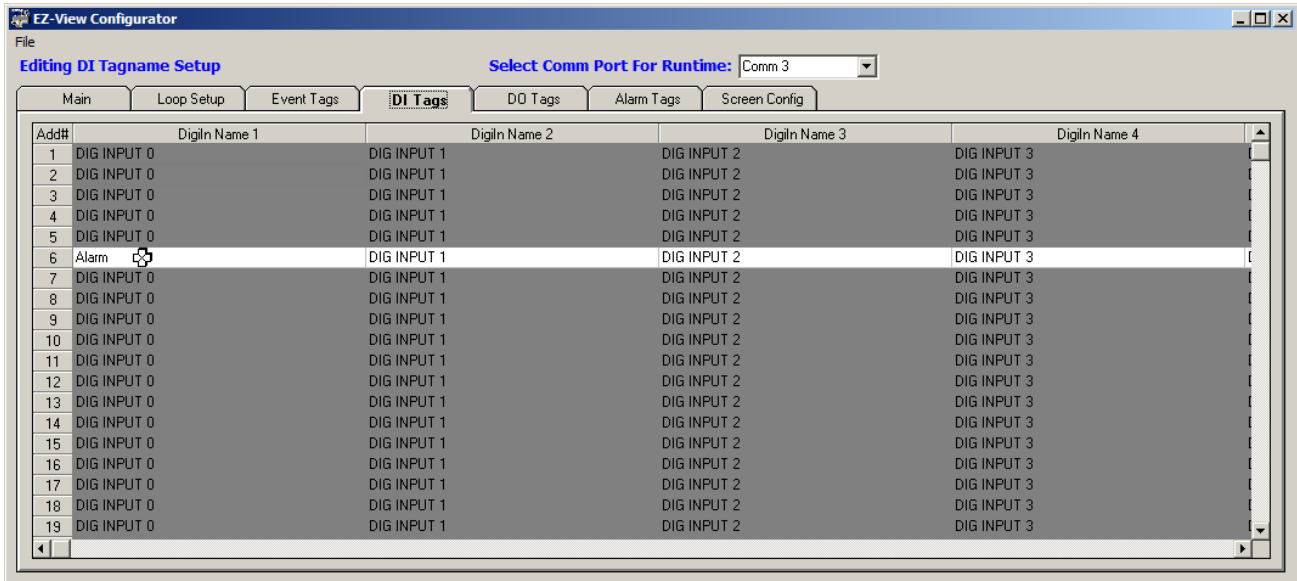 EZ-View Configurator
File
Editing DI Tagname Setup Select Comm Port For Runtime: Comm 3
Main Loop Setup Event Tags DI Tags DO Tags Alarm Tags Screen Config
Add# DigiIn Name 1 DigiIn Name 2 DigiIn Name 3 DigiIn Name 4
1 DIG INPUT 0 DIG INPUT 1 DIG INPUT 2 DIG INPUT 3
2 DIG INPUT 0 DIG INPUT 1 DIG INPUT 2 DIG INPUT 3
3 DIG INPUT 0 DIG INPUT 1 DIG INPUT 2 DIG INPUT 3
4 DIG INPUT 0 DIG INPUT 1 DIG INPUT 2 DIG INPUT 3
5 DIG INPUT 0 DIG INPUT 1 DIG INPUT 2 DIG INPUT 3
6 Alarm DIG INPUT 1 DIG INPUT 2 DIG INPUT 3
7 DIG INPUT 0 DIG INPUT 1 DIG INPUT 2 DIG INPUT 3
8 DIG INPUT 0 DIG INPUT 1 DIG INPUT 2 DIG INPUT 3
9 DIG INPUT 0 DIG INPUT 1 DIG INPUT 2 DIG INPUT 3
10 DIG INPUT 0 DIG INPUT 1 DIG INPUT 2 DIG INPUT 3
11 DIG INPUT 0 DIG INPUT 1 DIG INPUT 2 DIG INPUT 3
12 DIG INPUT 0 DIG INPUT 1 DIG INPUT 2 DIG INPUT 3
13 DIG INPUT 0 DIG INPUT 1 DIG INPUT 2 DIG INPUT 3
14 DIG INPUT 0 DIG INPUT 1 DIG INPUT 2 DIG INPUT 3
15 DIG INPUT 0 DIG INPUT 1 DIG INPUT 2 DIG INPUT 3
16 DIG INPUT 0 DIG INPUT 1 DIG INPUT 2 DIG INPUT 3
17 DIG INPUT 0 DIG INPUT 1 DIG INPUT 2 DIG INPUT 3
18 DIG INPUT 0 DIG INPUT 1 DIG INPUT 2 DIG INPUT 3
19 DIG INPUT 0 DIG INPUT 1 DIG INPUT 2 DIG INPUT 3